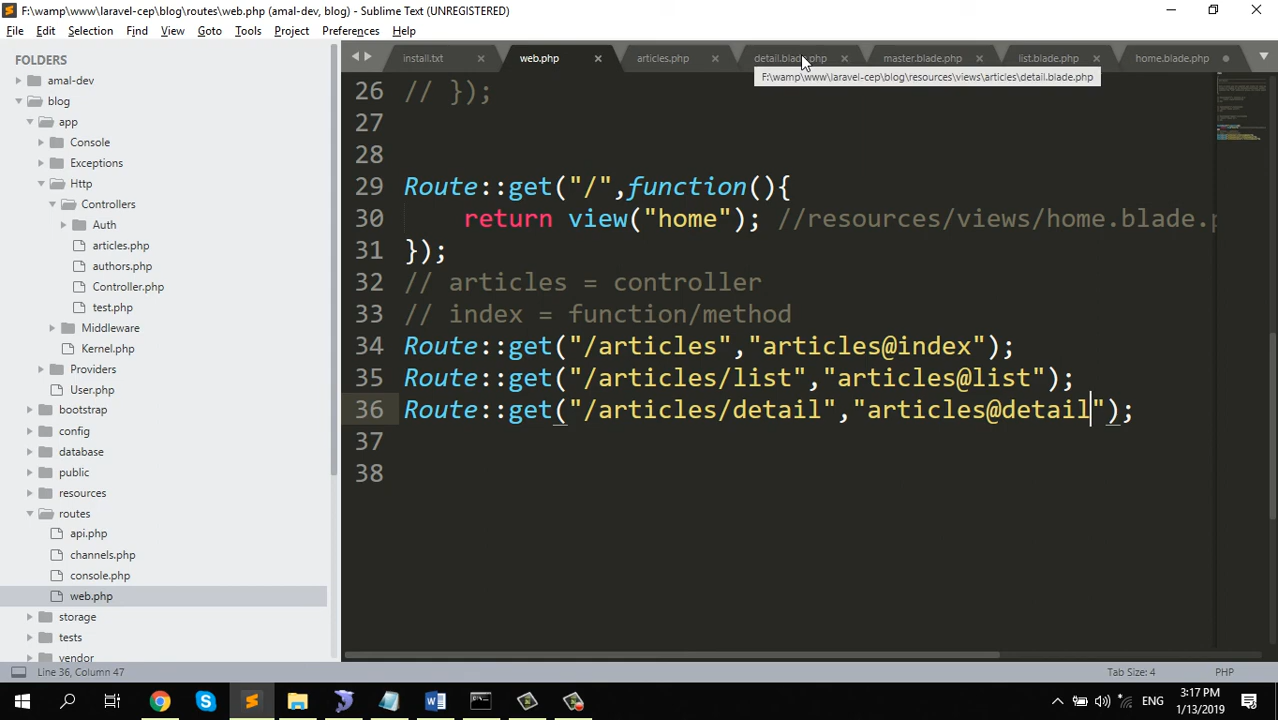 F:\wamp\www\laravel-cep\blog\routes\web.php (amal-dev, blog) - Sublime Text (UNREGISTERED)
File Edit Selection Find View Goto Tools Project Preferences Help
FOLDERS
amal-dev
blog
app
Console
Exceptions
Http
Controllers
Auth
articles.php
authors.php
Controller.php
test.php
Middleware
Kernel.php
Providers
User.php
bootstrap
config
database
public
resources
routes
api.php
channels.php
console.php
web.php
storage
tests
vendor
install.txt web.php articles.php detail.blade.php master.blade.php list.blade.php home.blade.php
F:\wamp\www\laravel-cep\blog\resources\views\articles\detail.blade.php
26 // });
27
28
29 Route::get("/",function(){
30 return view("home"); //resources/views/home.blade.p
31 });
32 // articles = controller
33 // index = function/method
34 Route::get("/articles","articles@index");
35 Route::get("/articles/list","articles@list");
36 Route::get("/articles/detail","articles@detail");
37
38
Line 36, Column 47
Tab Size: 4 PHP
ENG
3:17 PM
1/13/2019